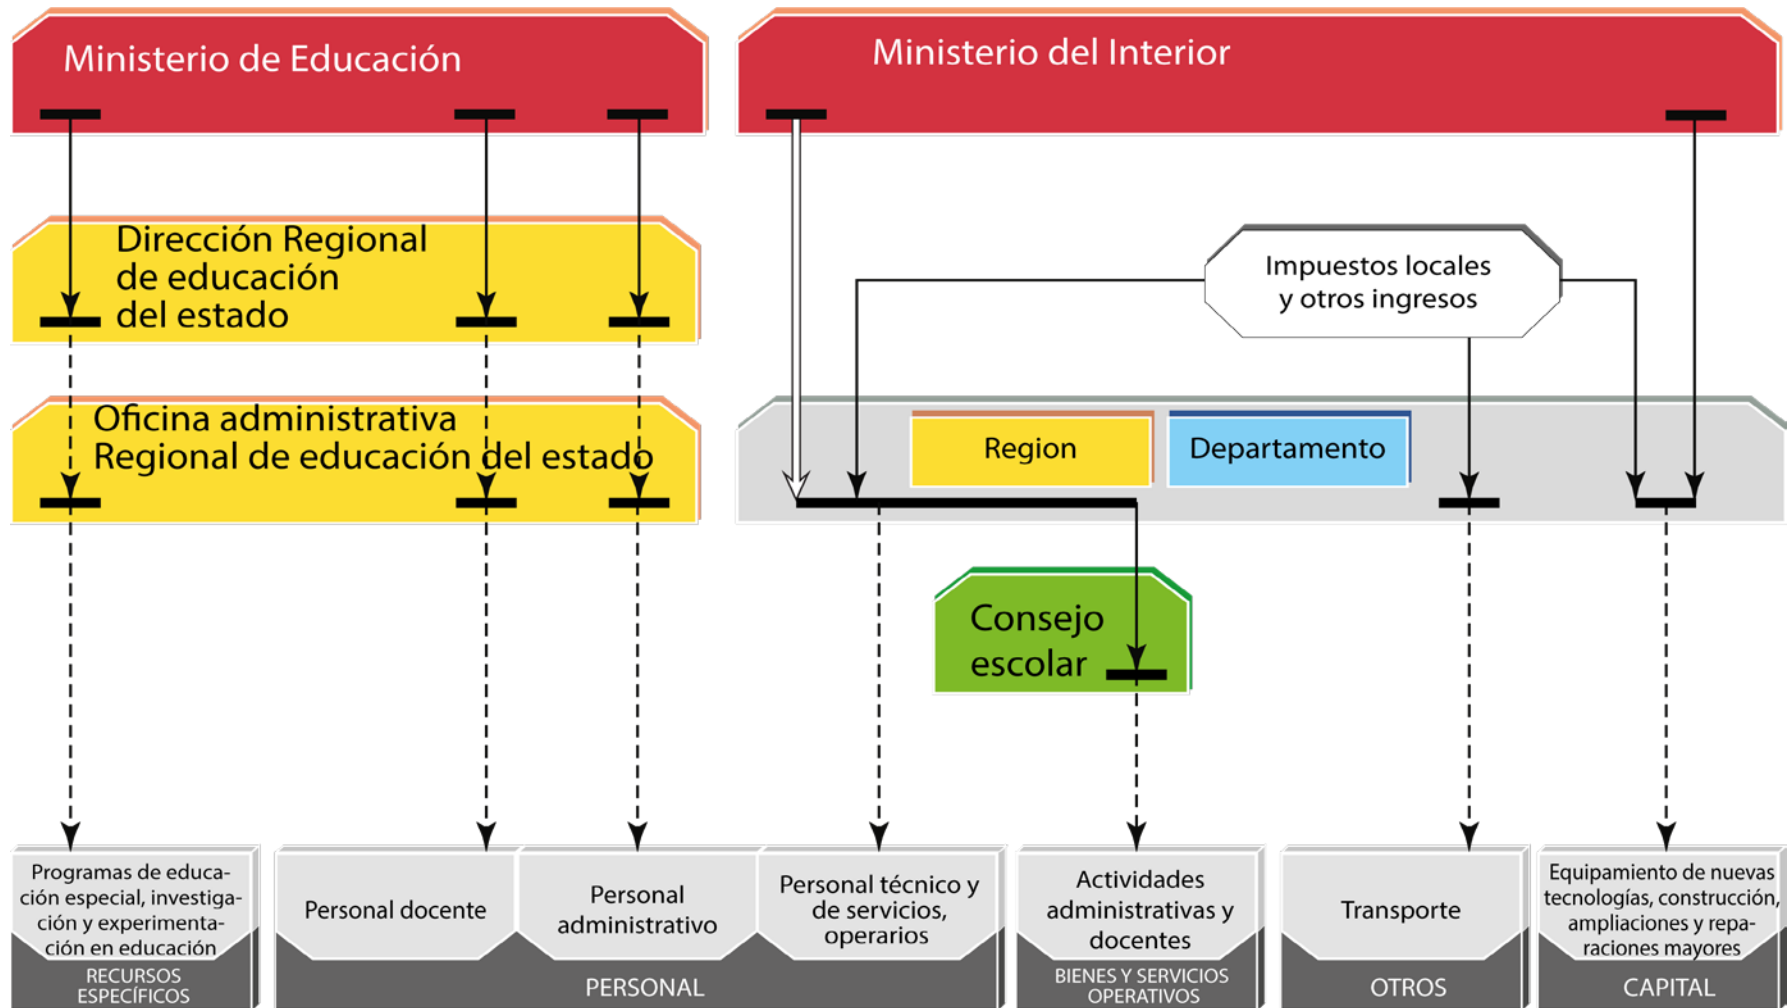 Ministerio de Educación
Ministerio del Interior
Dirección Regional
de educación
del estado
Impuestos locales
y otros ingresos
Oficina administrativa
Regional de educación del estado
Region
Departamento
Consejo
escolar
Programas de educa-
ción especial, investiga-
ción y experimenta-
ción en educación
RECURSOS
ESPECÍFICOS
Personal docente
Personal
administrativo
Personal técnico y
de servicios,
operarios
PERSONAL
Actividades
administrativas y
docentes
BIENES Y SERVICIOS
OPERATIVOS
Transporte
OTROS
Equipamiento de nuevas
tecnologías, construcción,
ampliaciones y repa-
raciones mayores
CAPITAL